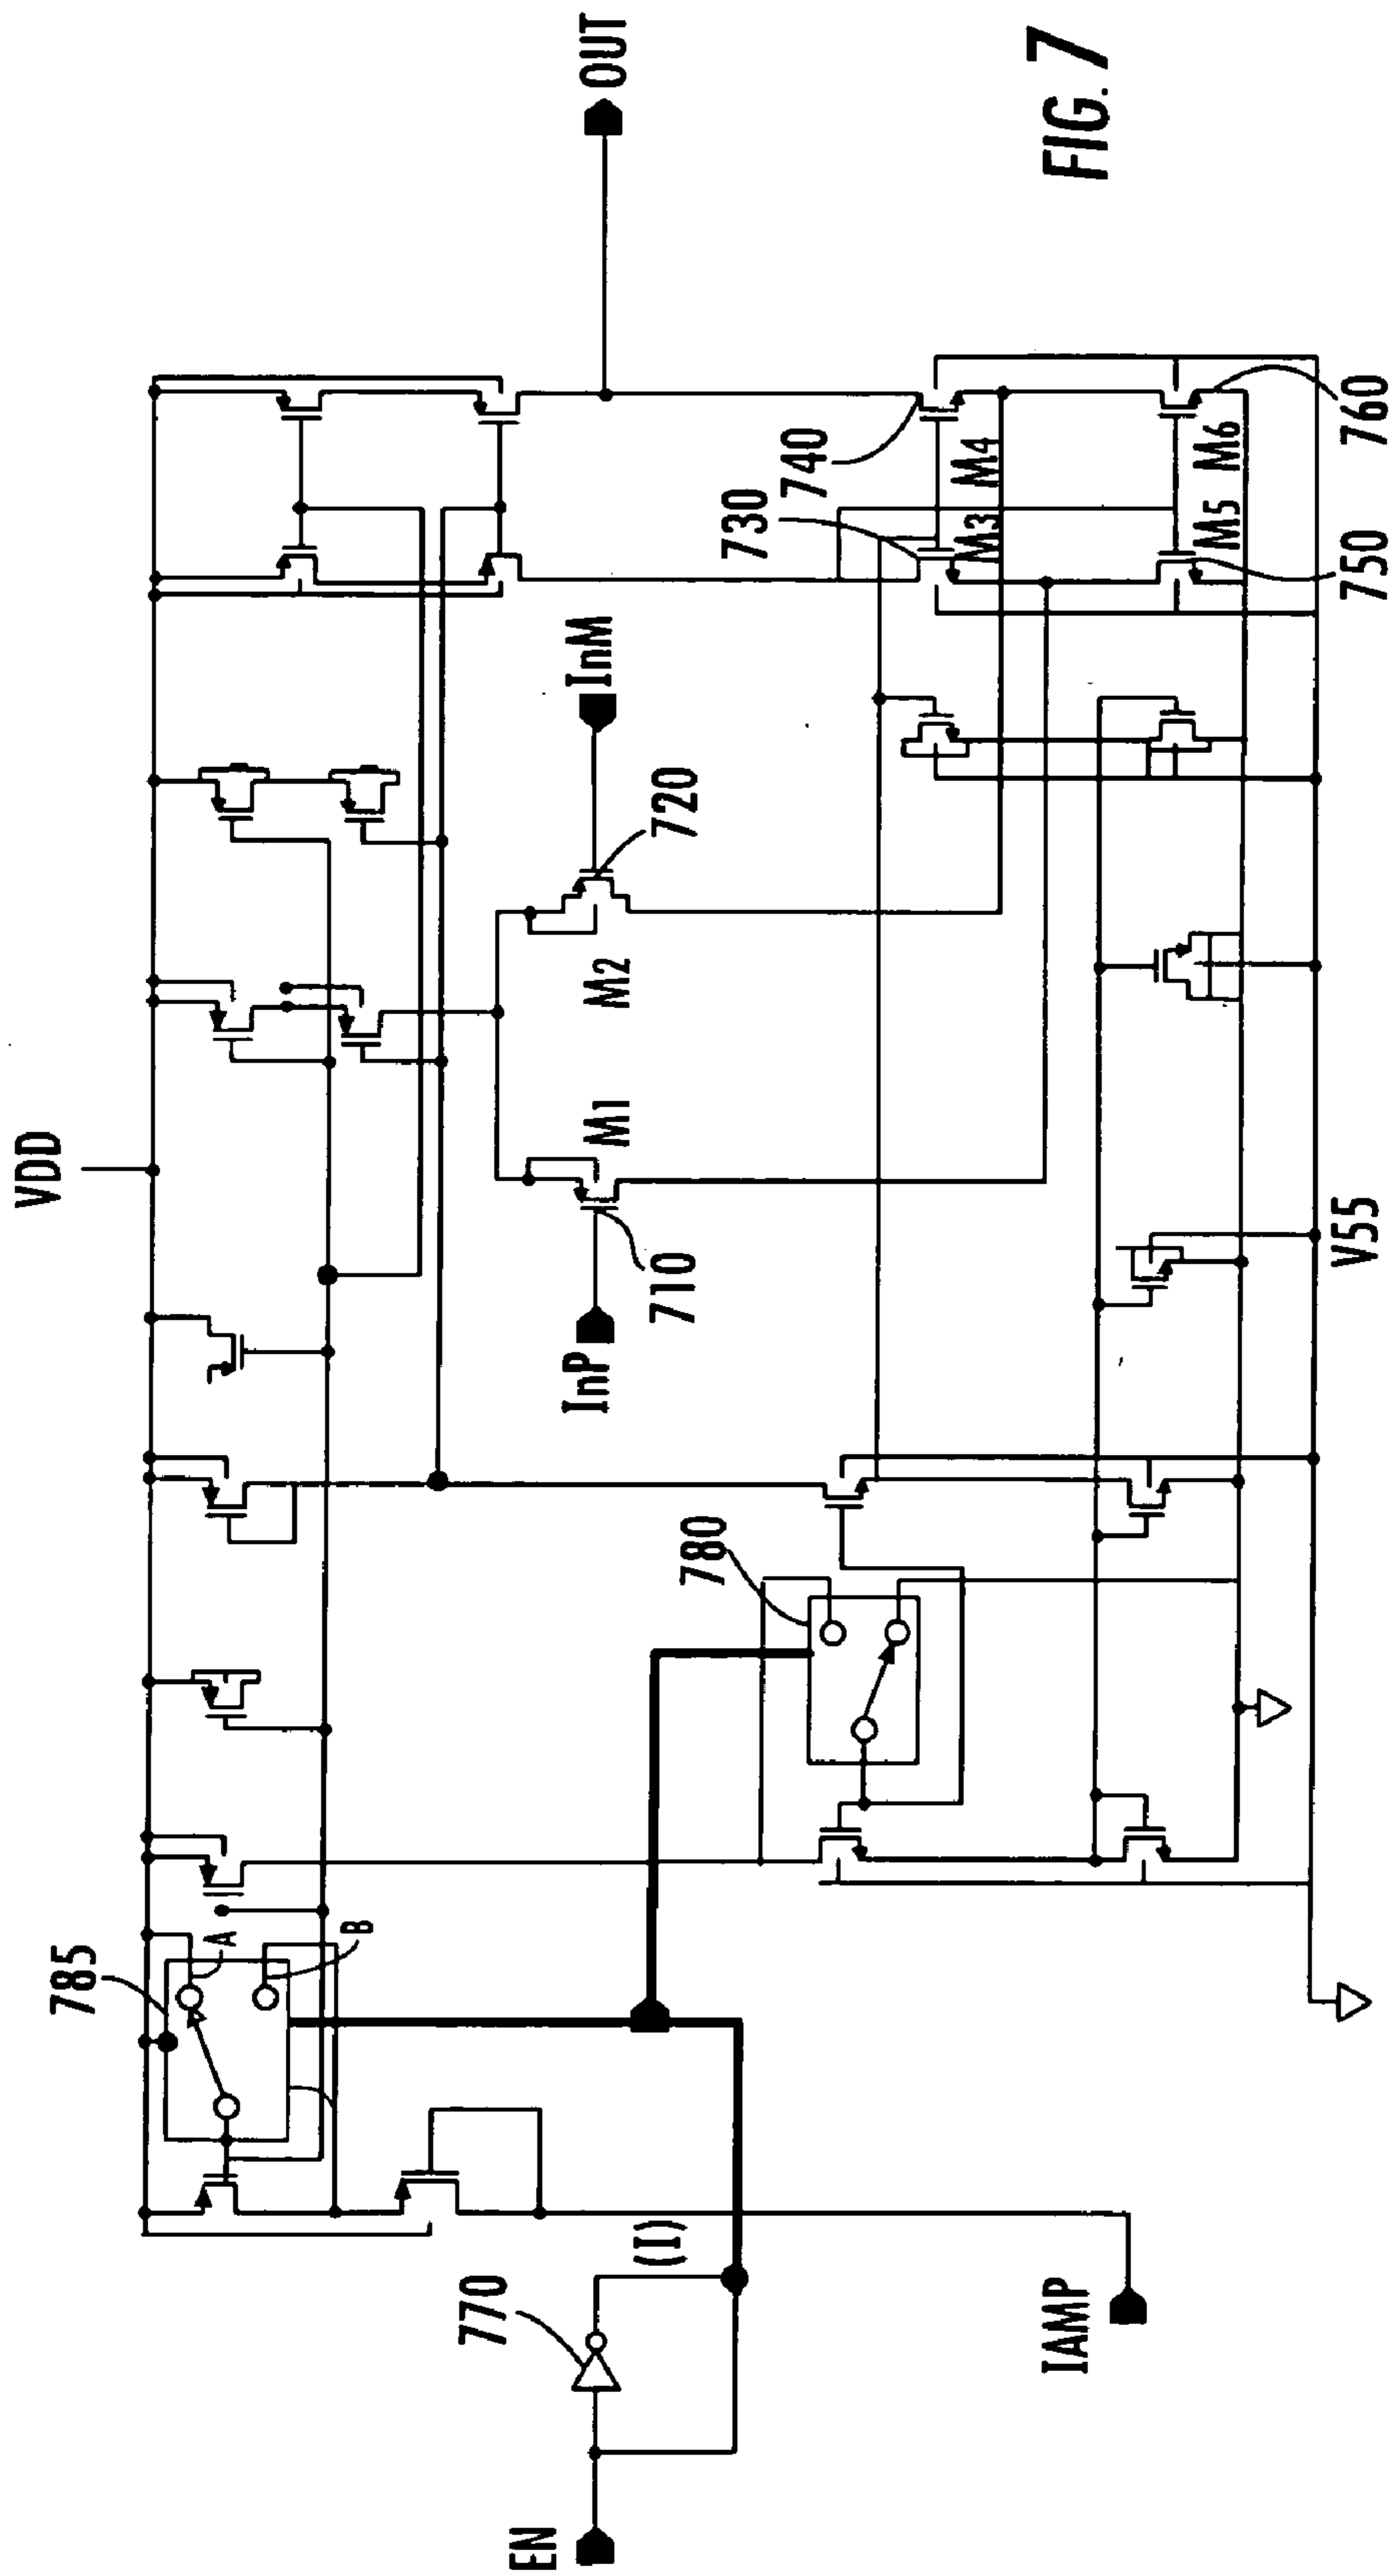 VDD
785
A
B
770
(I)
EN
IAMP
780
InP
710
M1
M2
720
InM
730
740
M3
M4
M5
M6
750
760
V55
OUT
FIG. 7